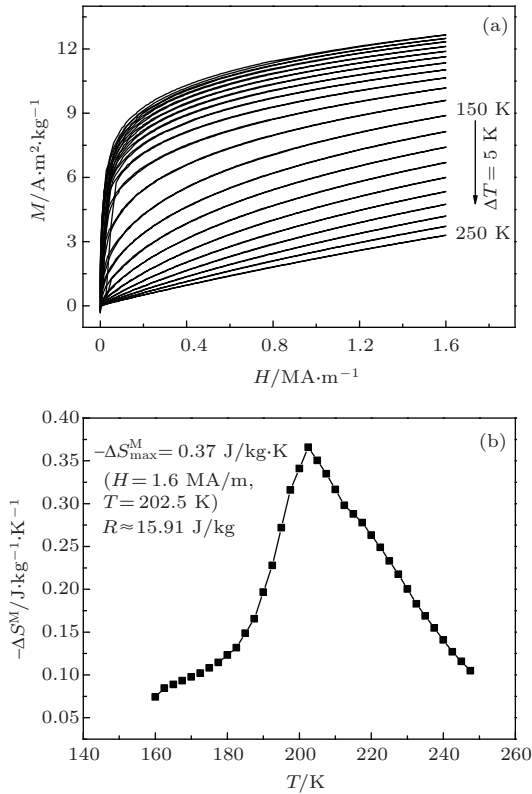 (a)
12
9
6
3
0
M/A·m²·kg⁻¹
150 K
ΔT = 5 K
250 K
0 0.4 0.8 1.2 1.6
H/MA·m⁻¹
(b)
0.40
0.35
0.30
0.25
0.20
0.15
0.10
0.05
−ΔSᴹ/J·kg⁻¹·K⁻¹
−ΔSᴹₘₐₓ= 0.37 J/kg·K
(H=1.6 MA/m,
T=202.5 K)
R≈15.91 J/kg
140 160 180 200 220 240 260
T/K